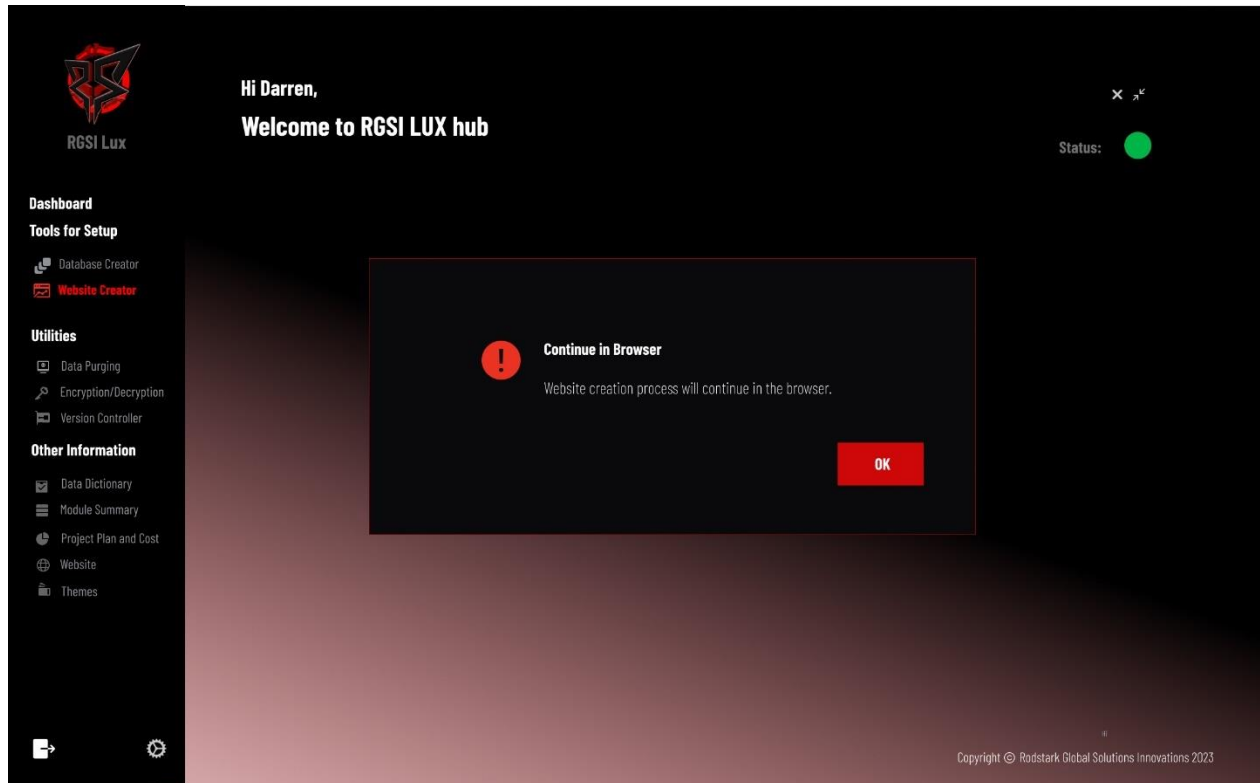 RGSI Lux
Hi Darren,
Welcome to RGSI LUX hub
Status:
Dashboard
Tools for Setup
Database Creator
Website Creator
Utilities
Data Purging
Encryption/Decryption
Version Controller
Other Information
Data Dictionary
Module Summary
Project Plan and Cost
Website
Themes
Continue in Browser
Website creation process will continue in the browser.
OK
Copyright © Rodstark Global Solutions Innovations 2023